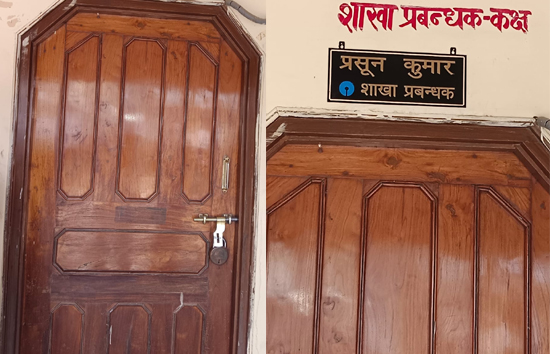 शाखा प्रबन्धक-कक्ष
प्रसून कुमार
शाखा प्रबन्धक